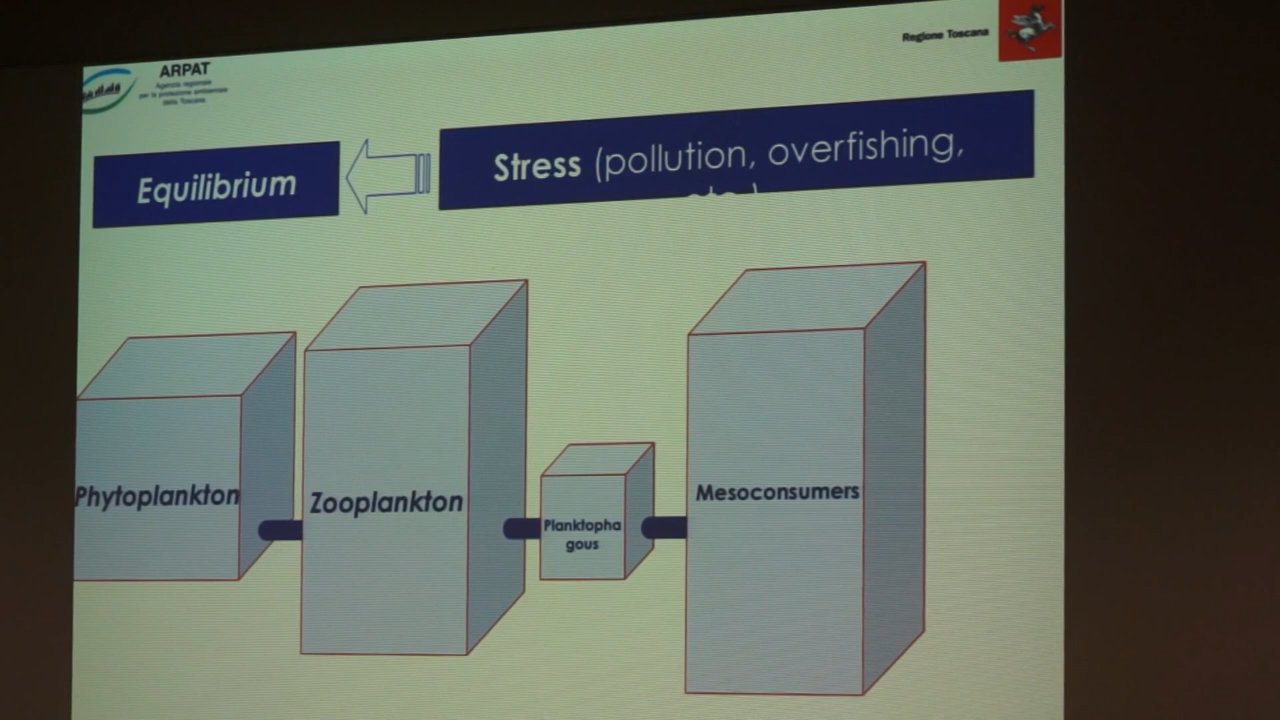 ARPAT
Agenzia regionale
per la protezione ambientale
della Toscana
Regione Toscana
Equilibrium
Stress (pollution, overfishing,
etc.)
Phytoplankton
Zooplankton
Planktopha
gous
Mesoconsumers